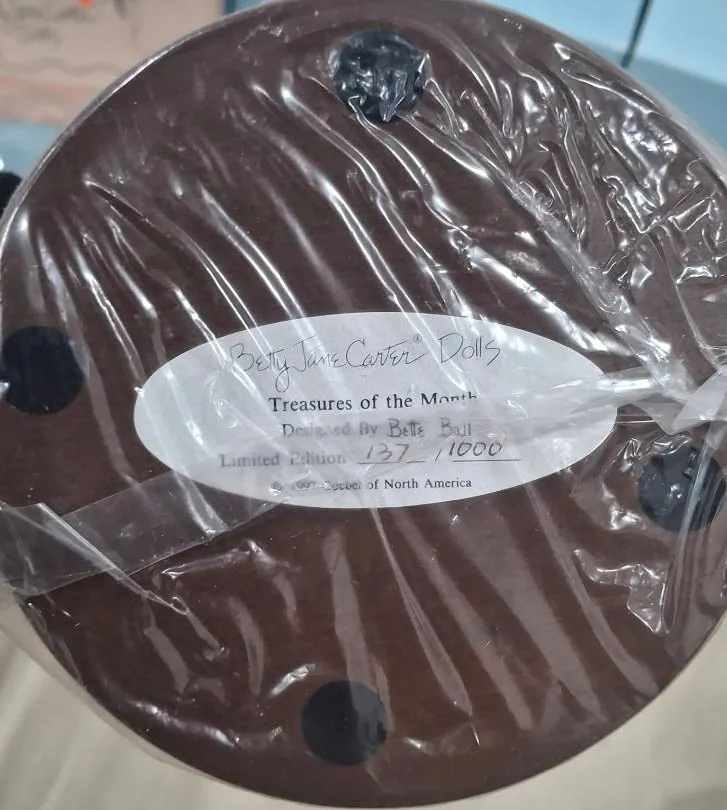 Betty Jane Carter® Dolls
Treasures of the Month
Designed By Bette Ball
Limited Edition 137 / 1000
© Goebel of North America